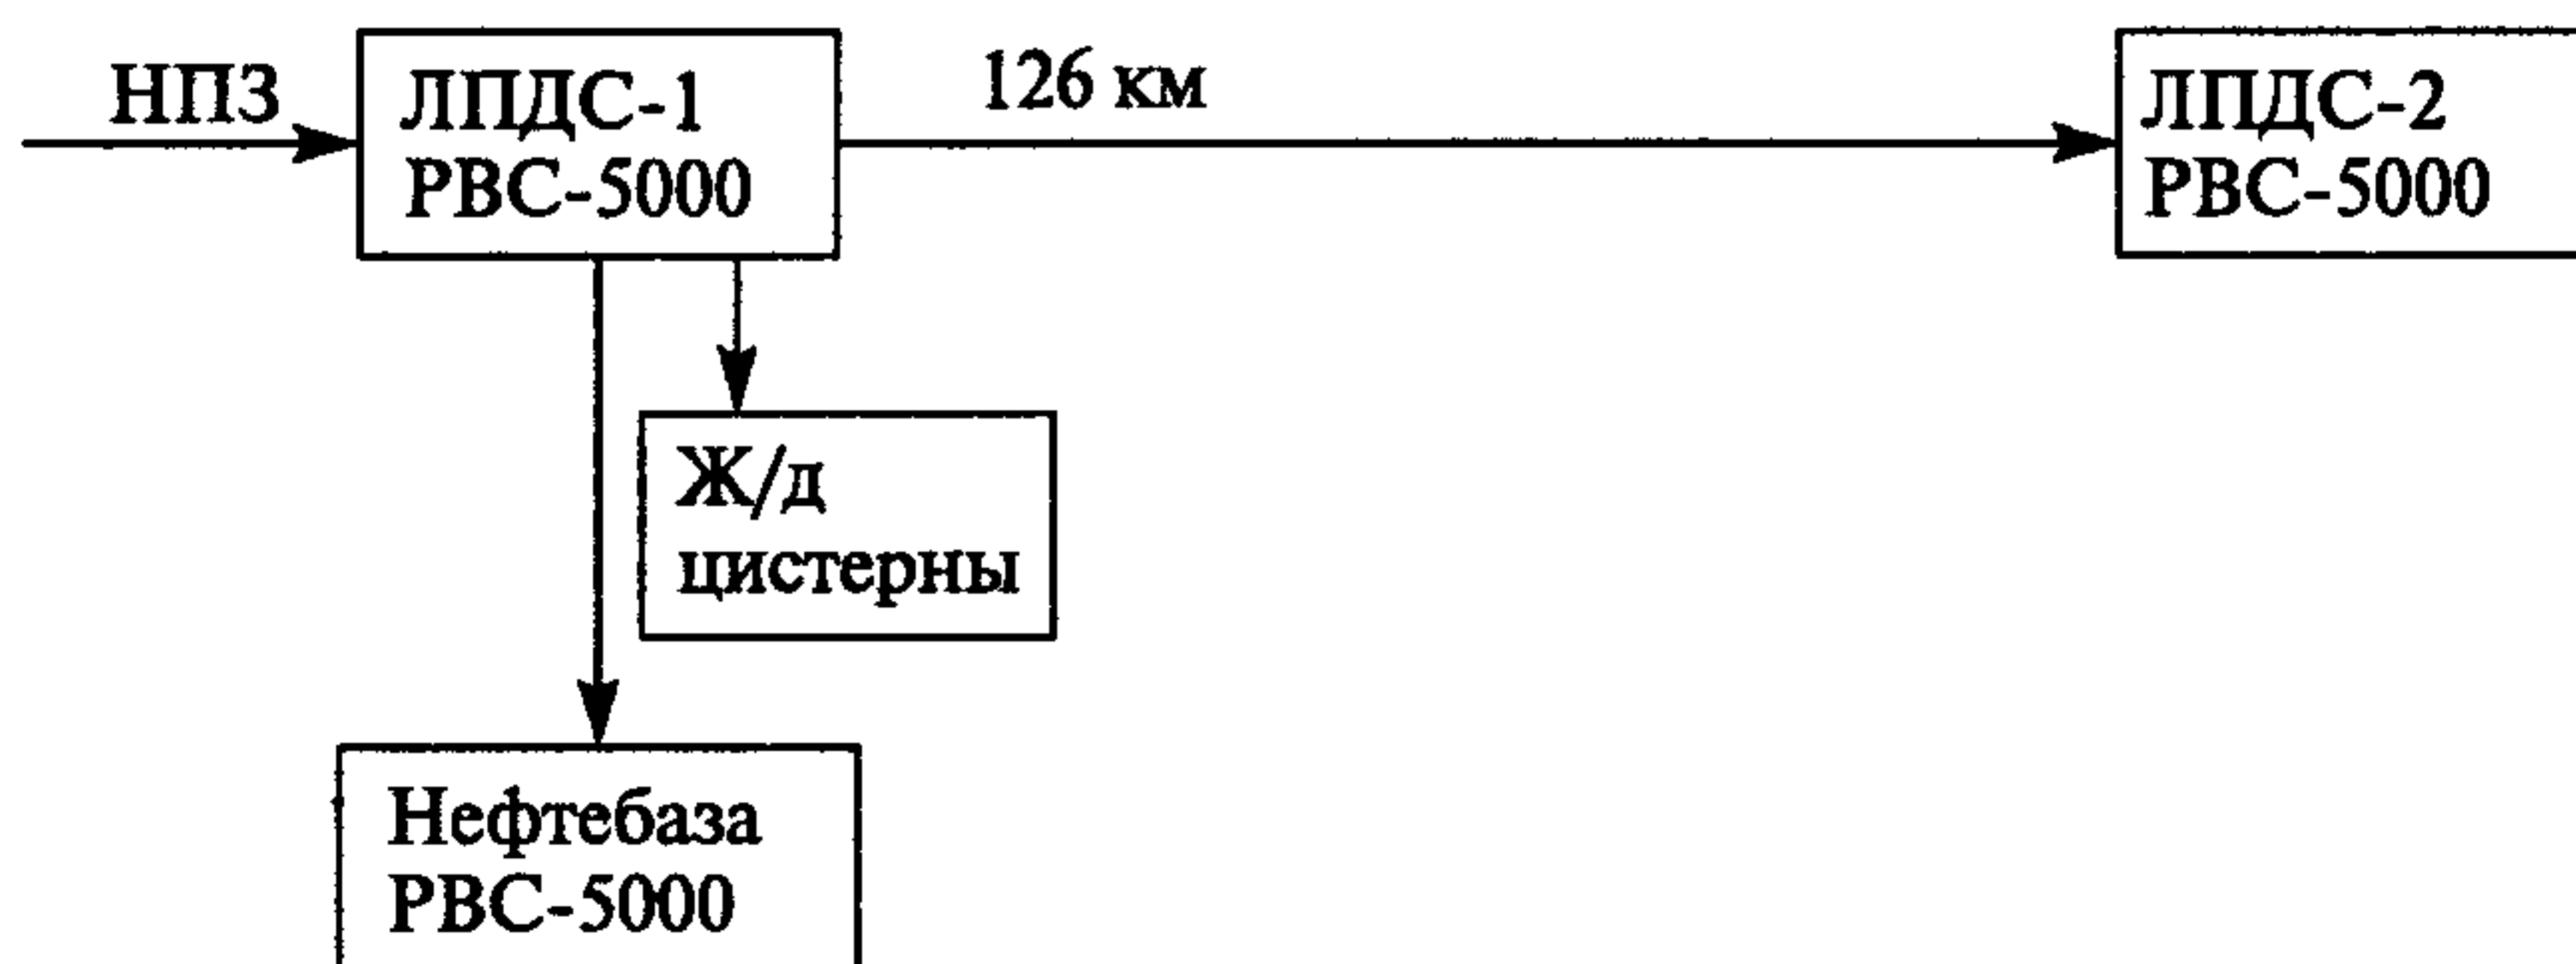 НПЗ
ЛПДС-1
РВС-5000
126 км
ЛПДС-2
РВС-5000
Ж/д
цистерны
Нефтебаза
РВС-5000